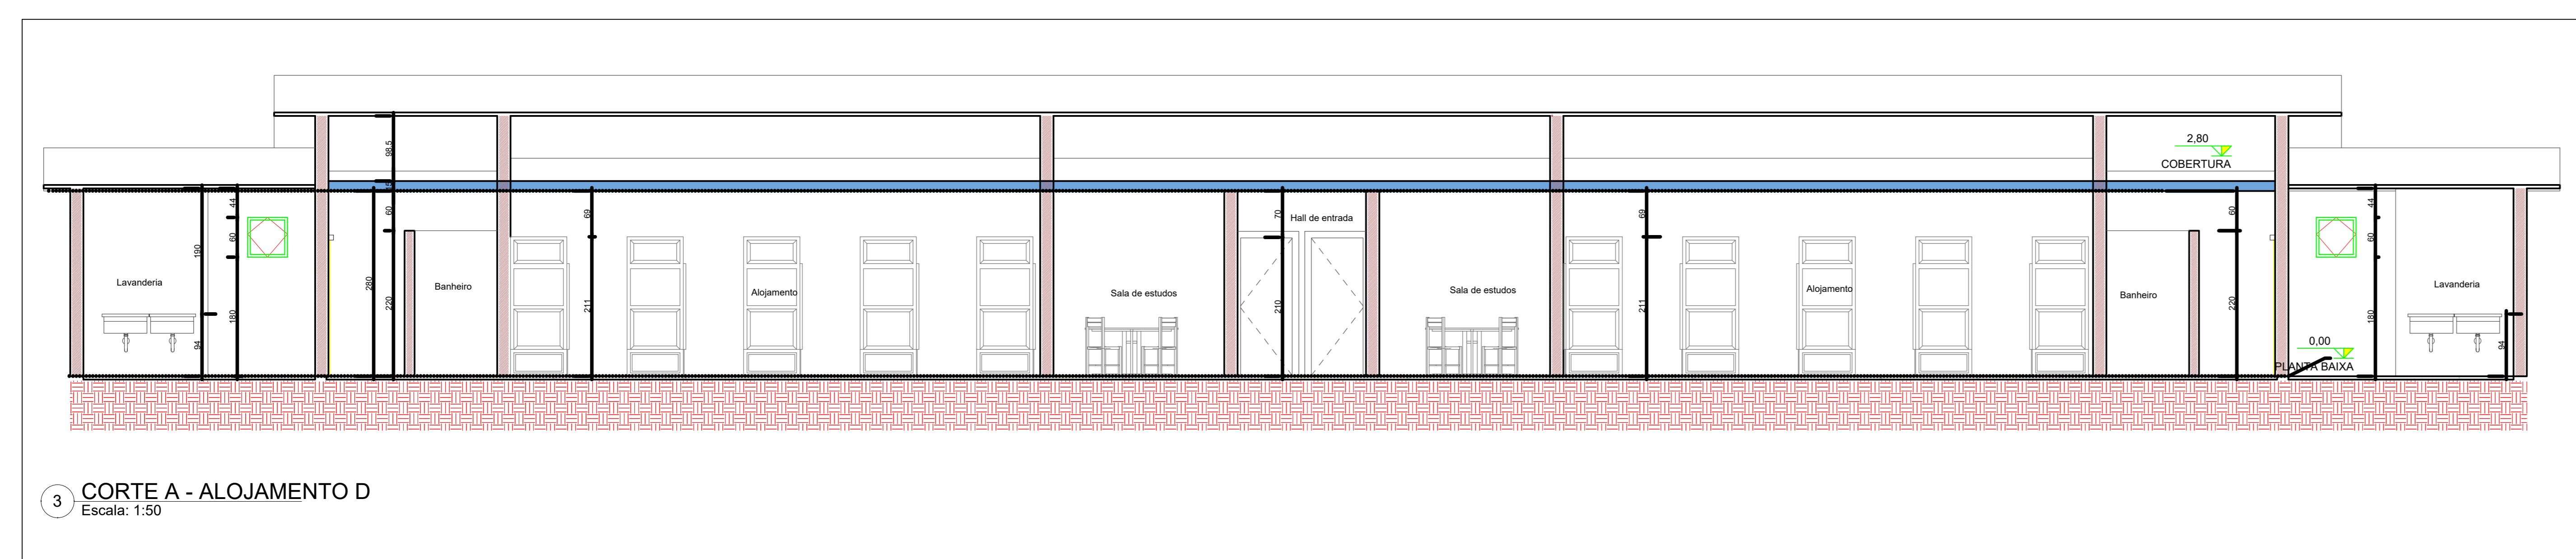 2,80
COBERTURA
98,5
15
44
60
69
70
Hall de entrada
69
60
44
190
60
60
Lavanderia
280
Banheiro
220
Alojamento
211
Sala de estudos
210
Sala de estudos
211
Alojamento
Banheiro
220
Lavanderia
180
94
180
0,00
PLANTA BAIXA
94
3
CORTE A - ALOJAMENTO D
Escala: 1:50